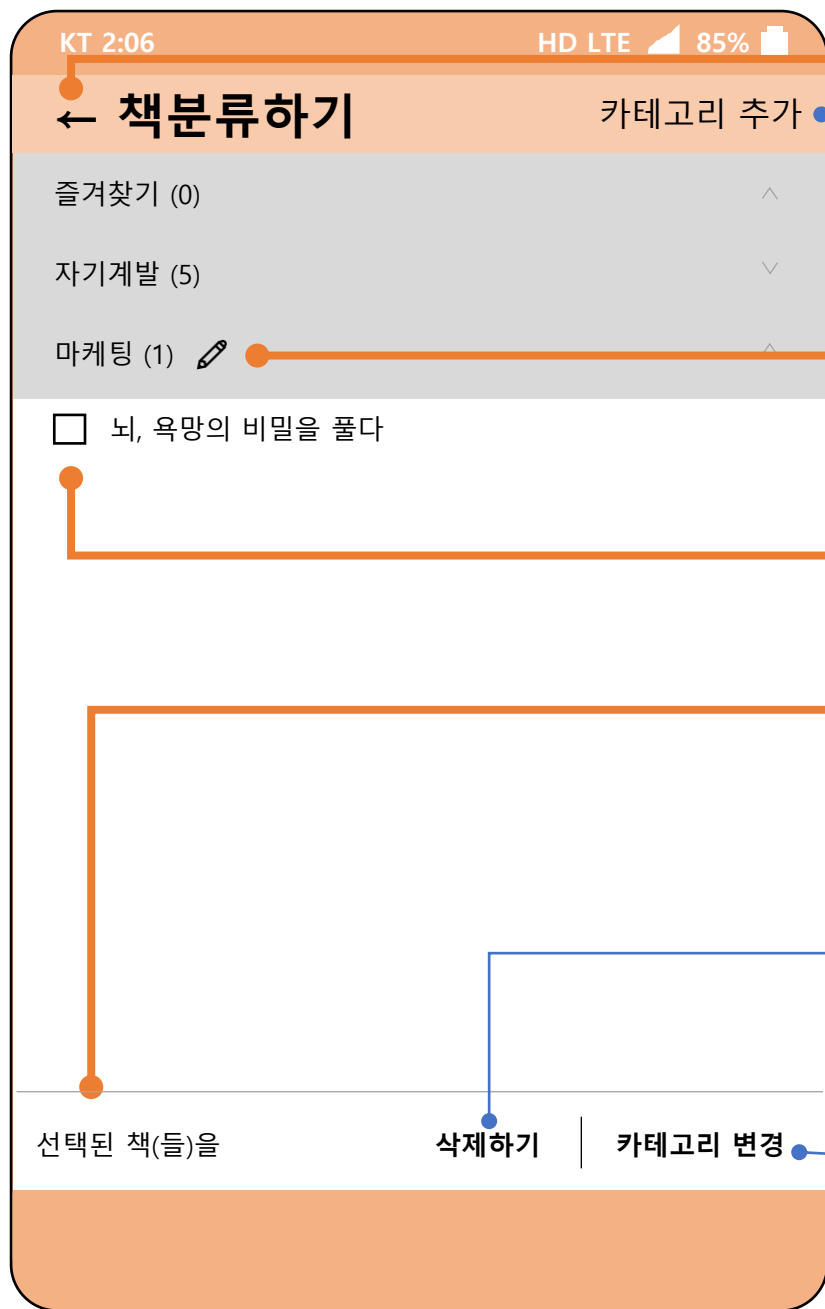 KT 2:06 HD LTE 85%
← 책분류하기 카테고리 추가
즐겨찾기 (0)
자기계발 (5)
마케팅 (1)
뇌, 욕망의 비밀을 풀다
선택된 책(들)을 삭제하기 카테고리 변경